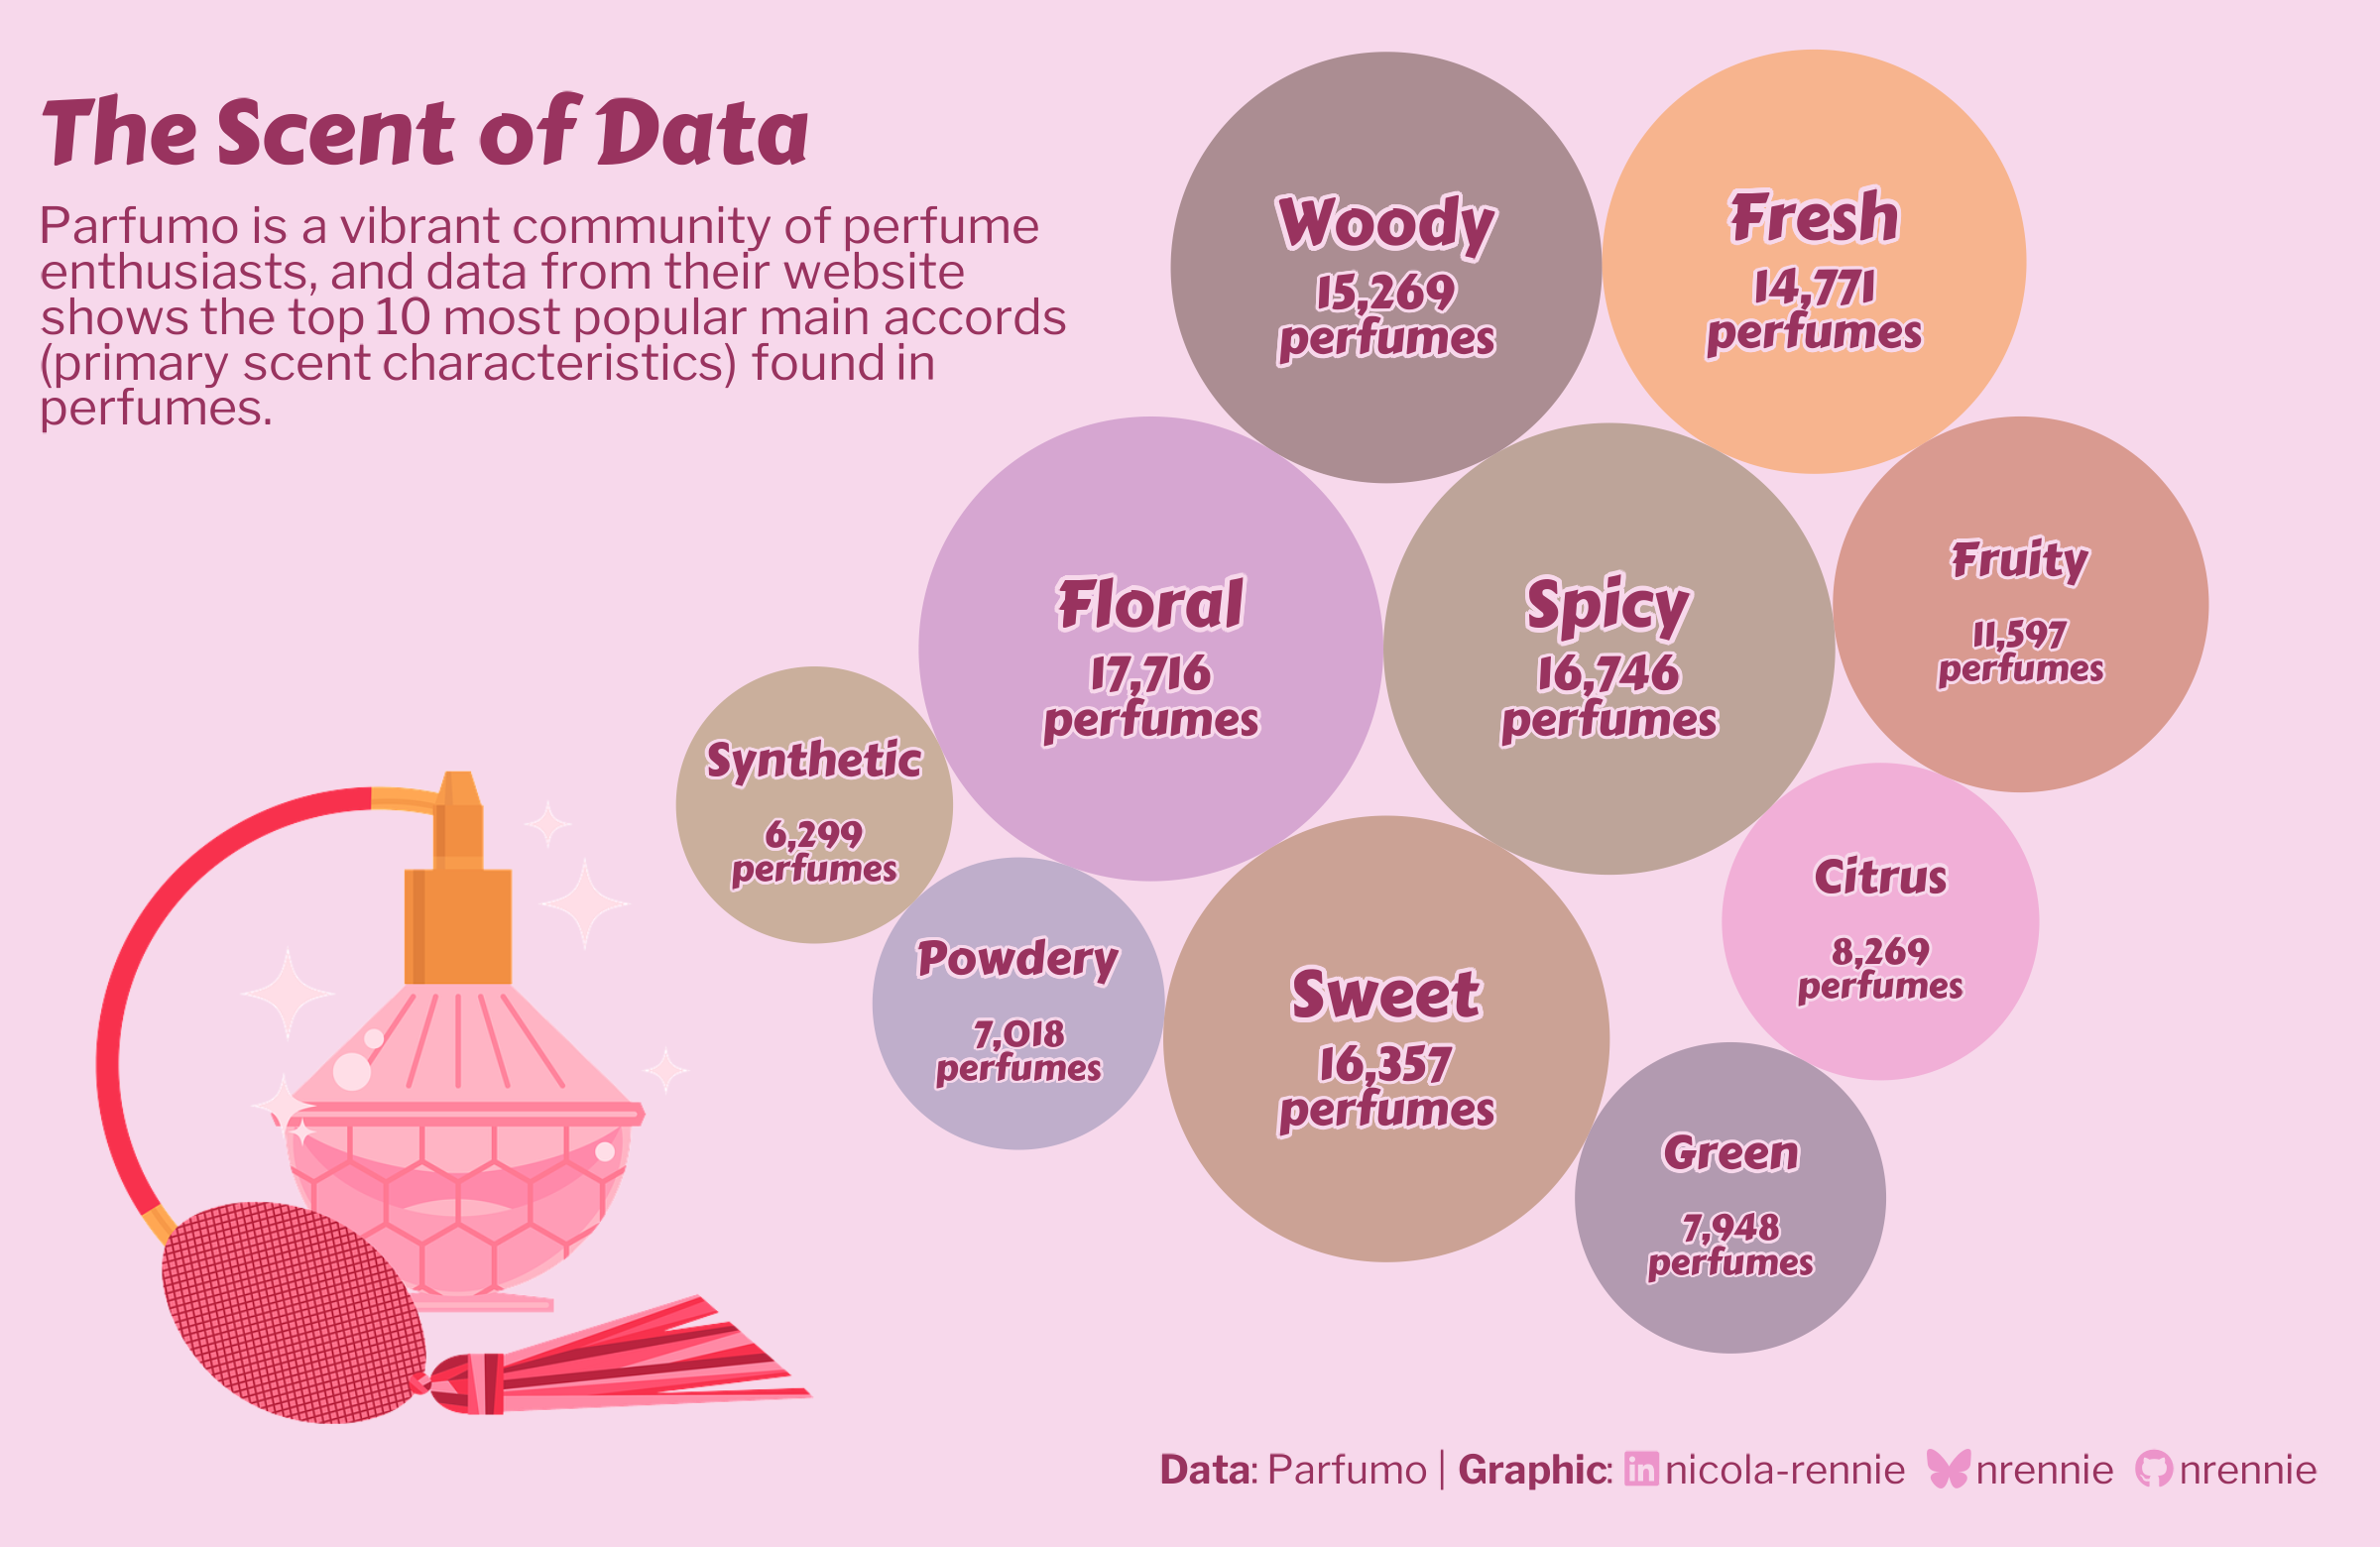 The Scent of Data
Parfumo is a vibrant community of perfume
enthusiasts, and data from their website
shows the top 10 most popular main accords
(primary scent characteristics) found in
perfumes.
Woody
15,269
perfumes
Fresh
14,771
perfumes
Floral
17,716
perfumes
Spicy
16,746
perfumes
Fruity
11,597
perfumes
Synthetic
6,299
perfumes
Powdery
7,018
perfumes
Sweet
16,357
perfumes
Citrus
8,269
perfumes
Green
7,948
perfumes
Data: Parfumo | Graphic: in nicola-rennie nrennie nrennie